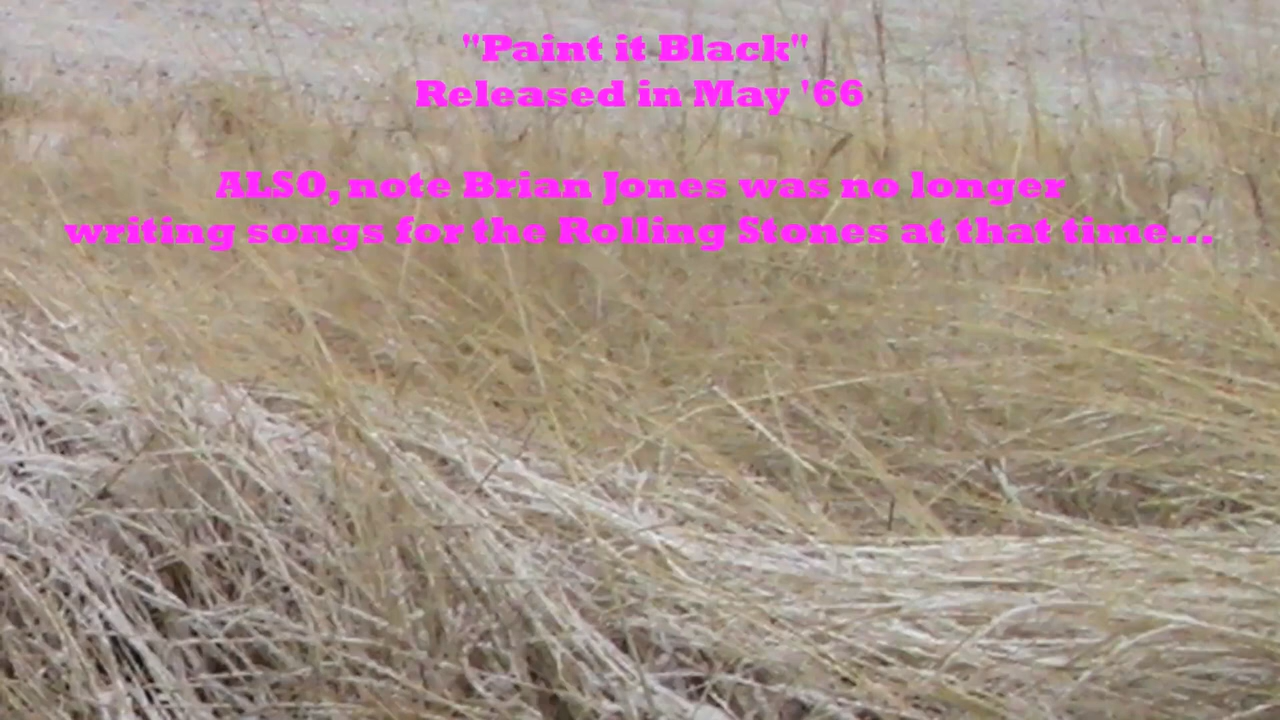 "Paint it Black"
Released in May '66
ALSO, note Brian Jones was no longer
writing songs for the Rolling Stones at that time...